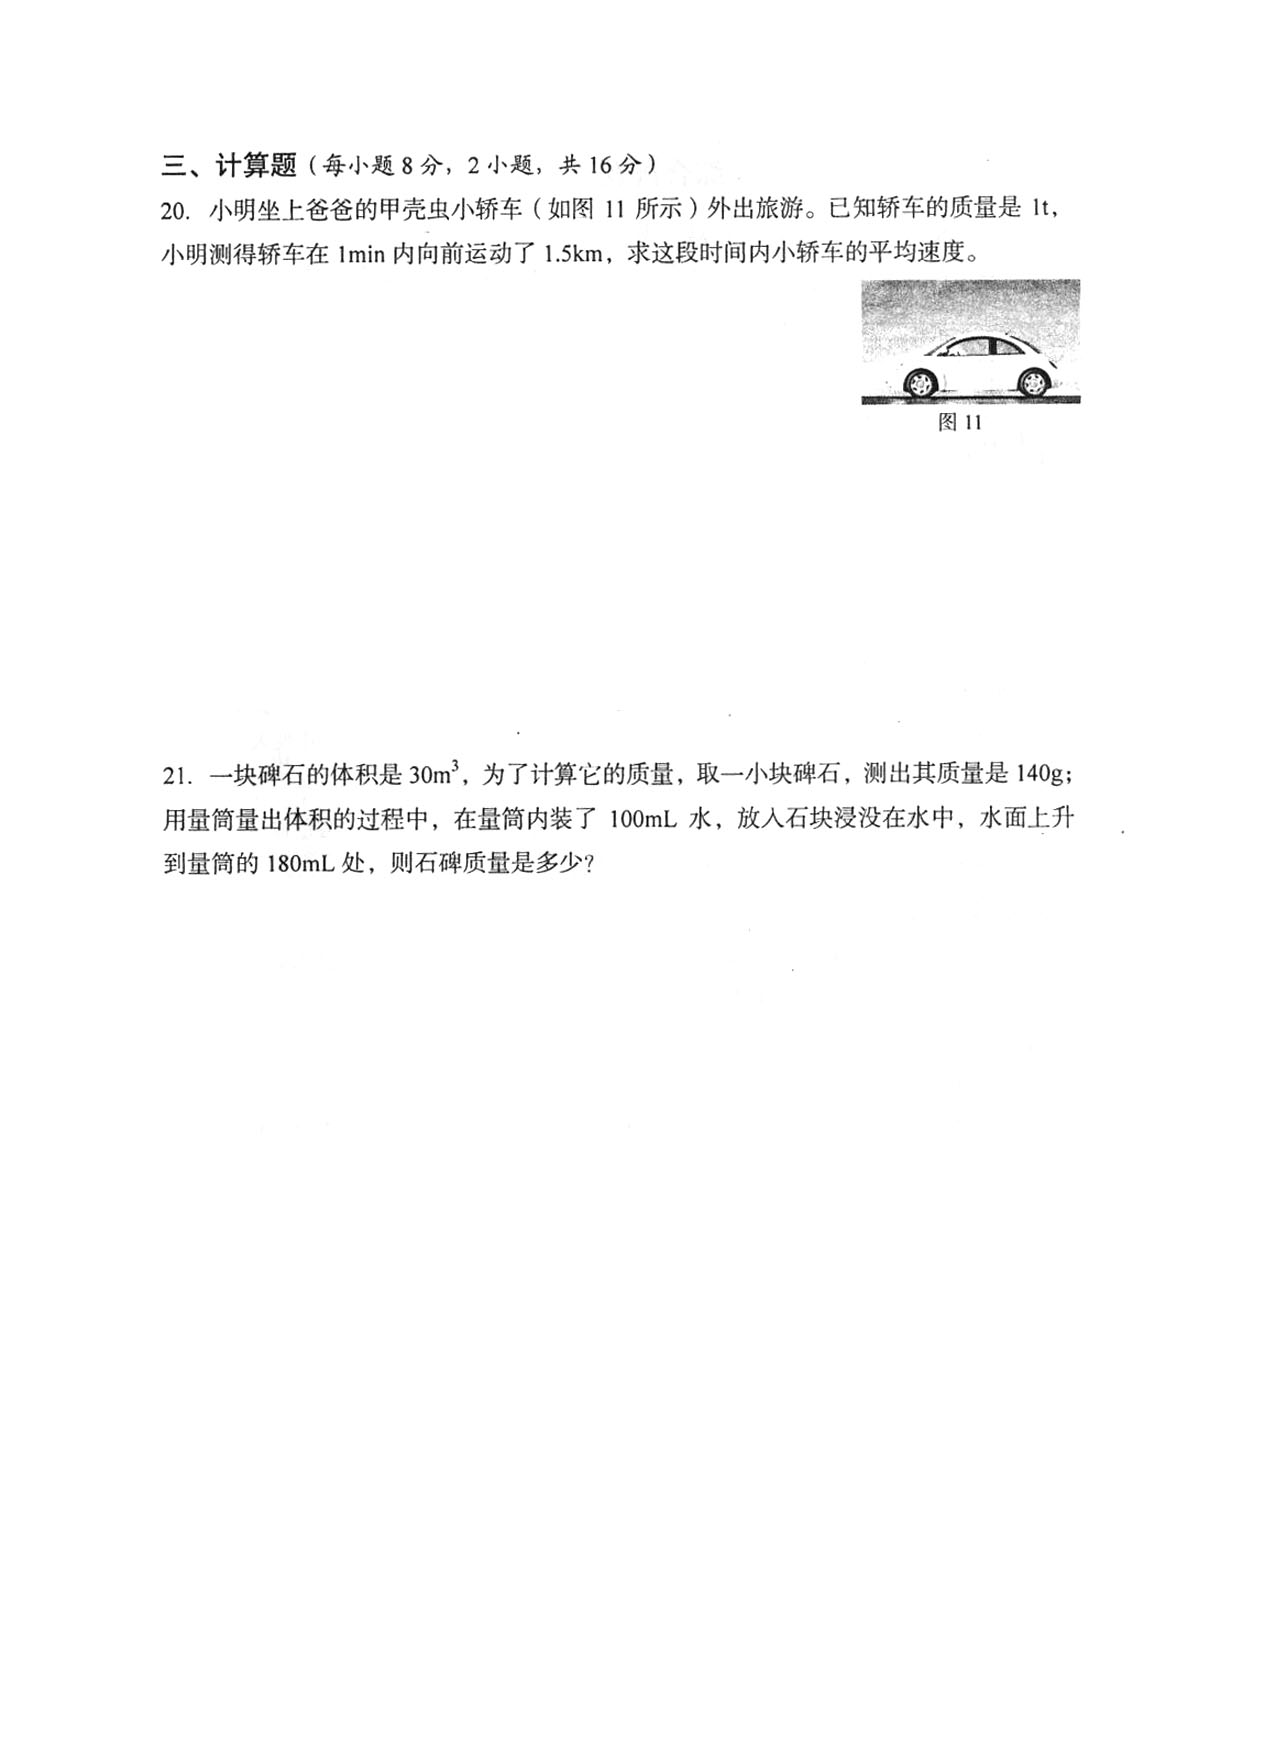 三、计算题（每小题8分，2小题，共16分）
20. 小明坐上爸爸的甲壳虫小轿车（如图 11 所示）外出旅游。已知轿车的质量是 1t，
小明测得轿车在 1min 内向前运动了 1.5km，求这段时间内小轿车的平均速度。
图 11
21. 一块碑石的体积是 30m³，为了计算它的质量，取一小块碑石，测出其质量是 140g；
用量筒量出体积的过程中，在量筒内装了 100mL 水，放入石块浸没在水中，水面上升
到量筒的 180mL 处，则石碑质量是多少？